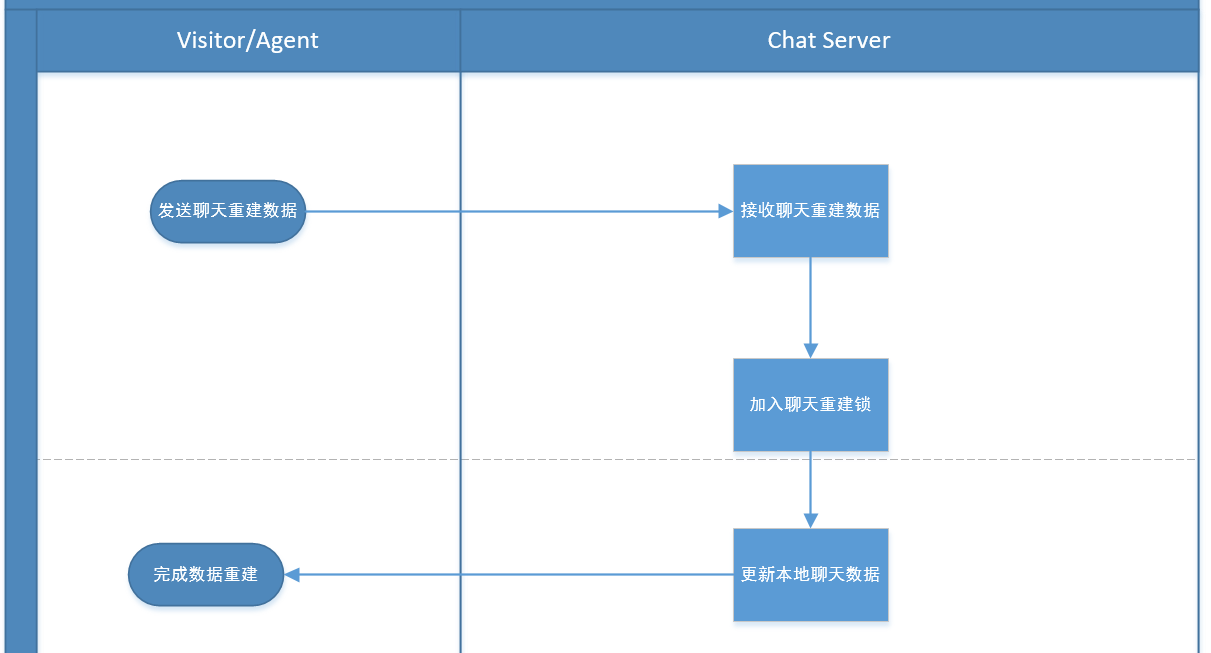 Visitor/Agent
Chat Server
发送聊天重建数据
接收聊天重建数据
加入聊天重建锁
完成数据重建
更新本地聊天数据